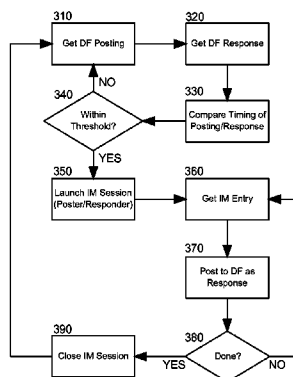 310
Get DF Posting
320
Get DF Response
NO
340
Within
Threshold?
330
Compare Timing of
Posting/Response
YES
350
Launch IM Session
(Poster/Responder)
360
Get IM Entry
370
Post to DF as
Response
390
Close IM Session
YES
380
Done?
NO